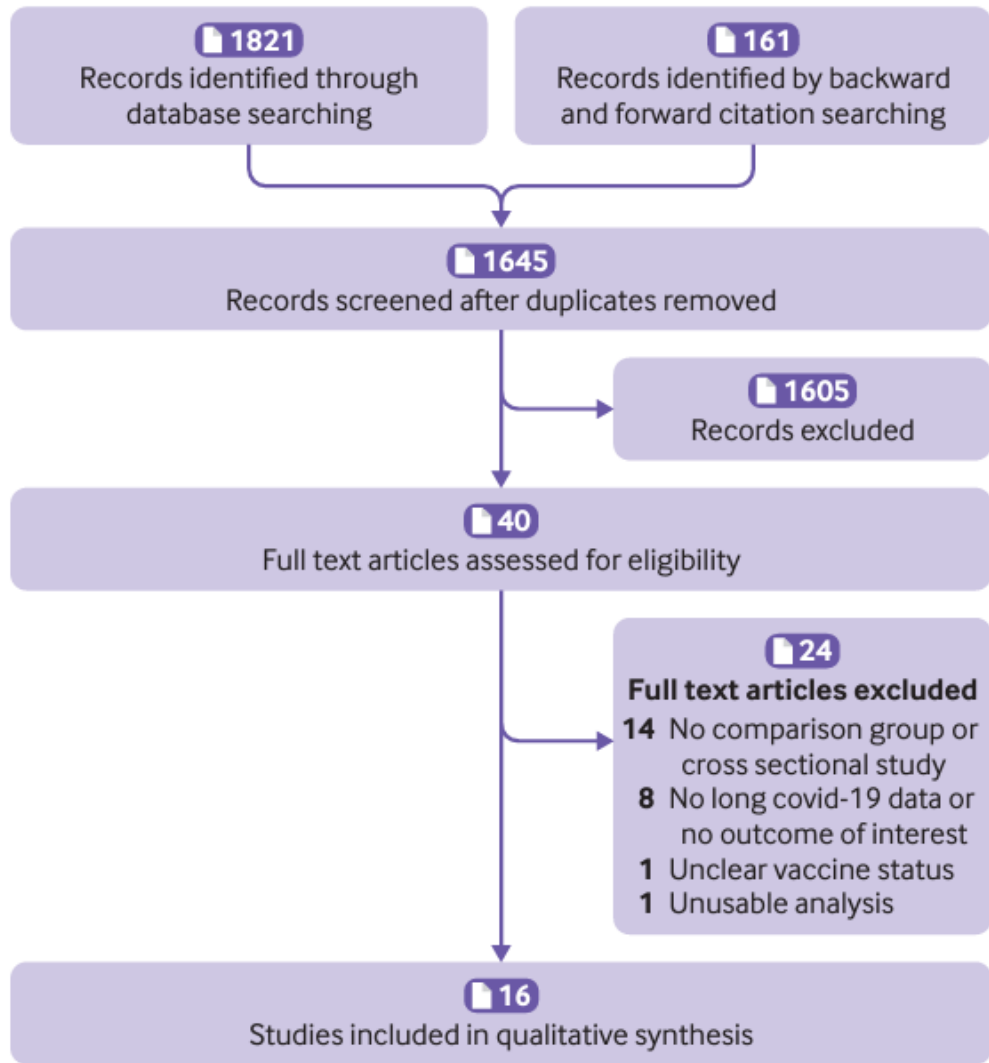 1821
Records identified through
database searching
161
Records identified by backward
and forward citation searching
1645
Records screened after duplicates removed
1605
Records excluded
40
Full text articles assessed for eligibility
24
Full text articles excluded
14 No comparison group or
cross sectional study
8 No long covid-19 data or
no outcome of interest
1 Unclear vaccine status
1 Unusable analysis
16
Studies included in qualitative synthesis